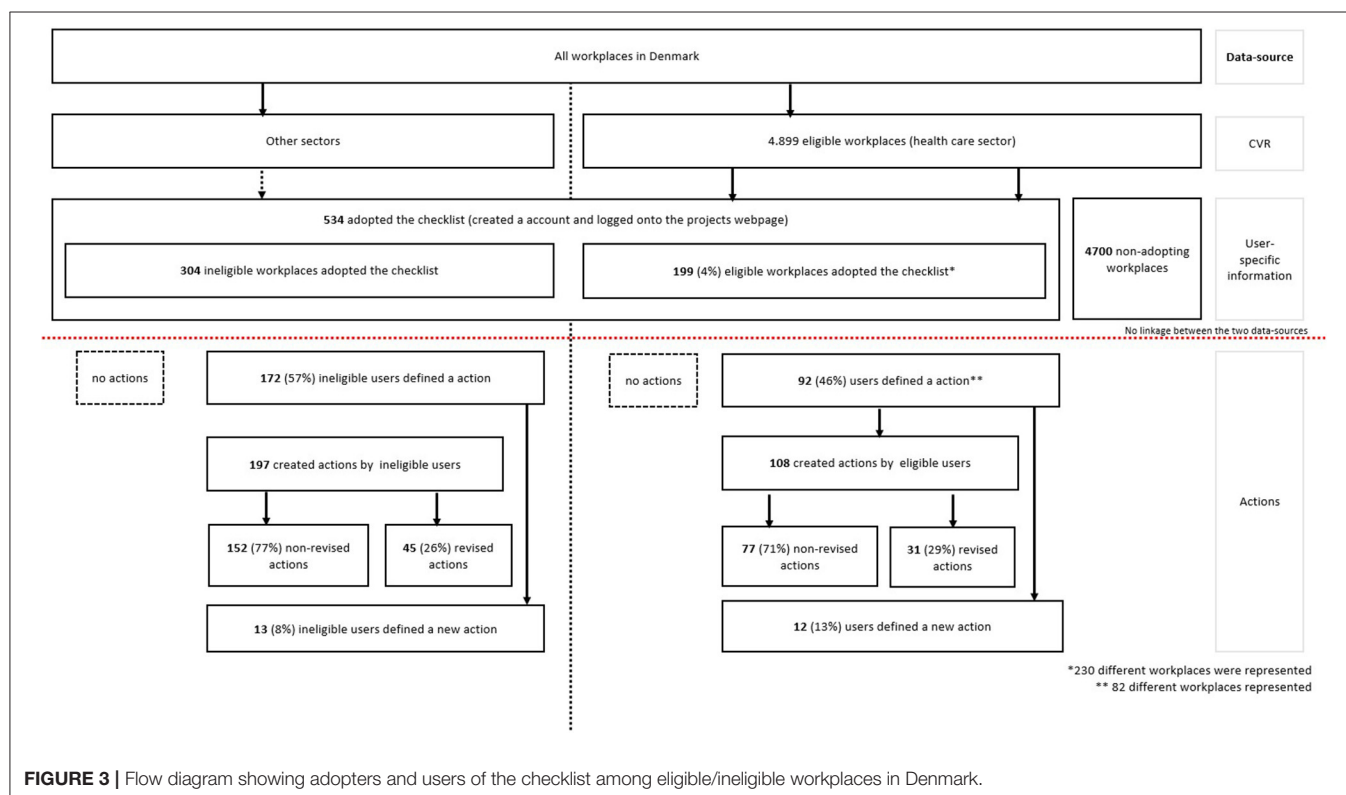 All workplaces in Denmark
Data-source
Other sectors
4.899 eligible workplaces (health care sector)
CVR
534 adopted the checklist (created a account and logged onto the projects webpage)
304 ineligible workplaces adopted the checklist
199 (4%) eligible workplaces adopted the checklist*
4700 non-adopting
workplaces
User-
specific
information
No linkage between the two data-sources
no actions
172 (57%) ineligible users defined a action
no actions
92 (46%) users defined a action**
197 created actions by ineligible users
108 created actions by eligible users
Actions
152 (77%) non-revised
actions
45 (26%) revised
actions
77 (71%) non-revised
actions
31 (29%) revised
actions
13 (8%) ineligible users defined a new action
12 (13%) users defined a new action
*230 different workplaces were represented
** 82 different workplaces represented
FIGURE 3 | Flow diagram showing adopters and users of the checklist among eligible/ineligible workplaces in Denmark.